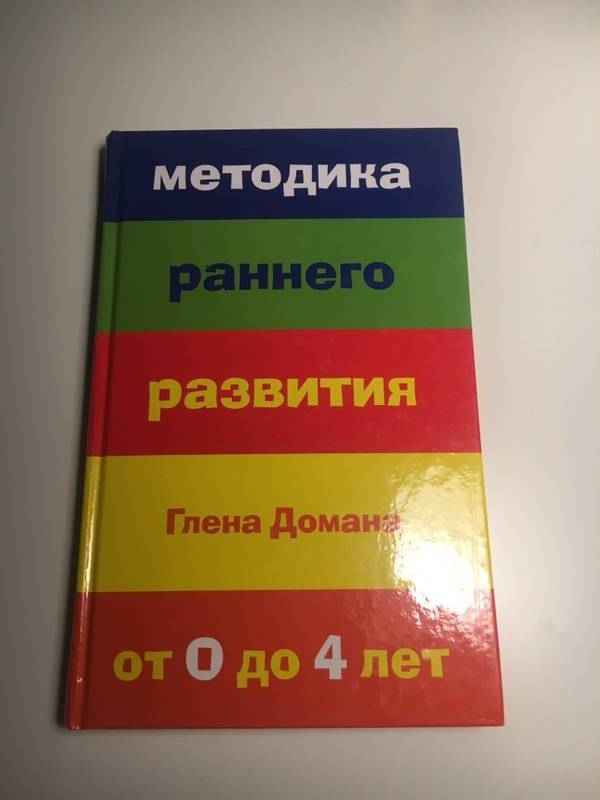 методика
раннего
развития
Глена Домана
от 0 до 4 лет